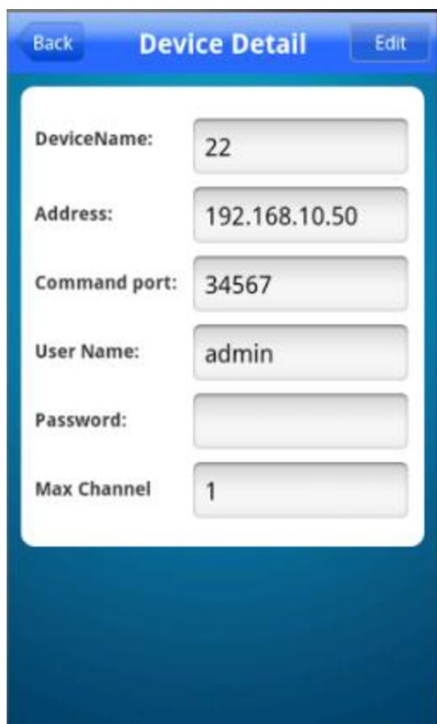 Back Device Detail Edit
DeviceName: 22
Address: 192.168.10.50
Command port: 34567
User Name: admin
Password:
Max Channel 1